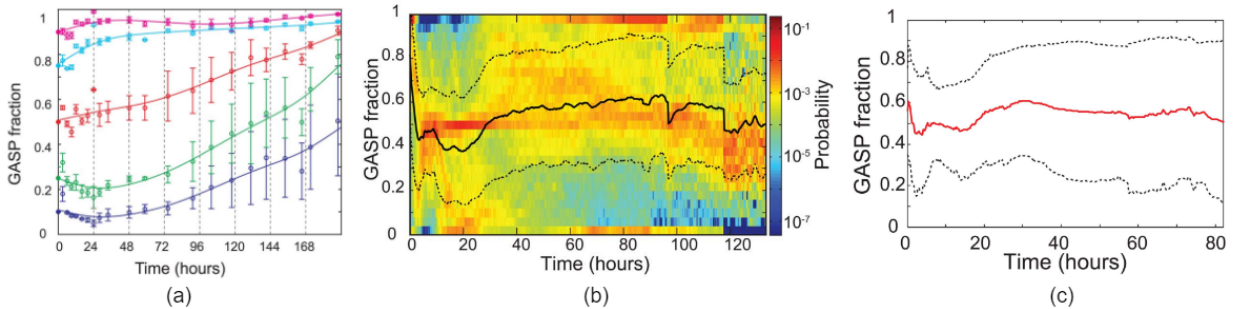 1
0.8
0.6
0.4
0.2
0
GASP fraction
0 24 48 72 96 120 144 168
Time (hours)
(a)
1
0.8
0.6
0.4
0.2
0
GASP fraction
0 20 40 60 80 100 120
Time (hours)
10-1
10-3
10-5
10-7
Probability
(b)
1
0.8
0.6
0.4
0.2
0
GASP fraction
0 20 40 60 80
Time (hours)
(c)